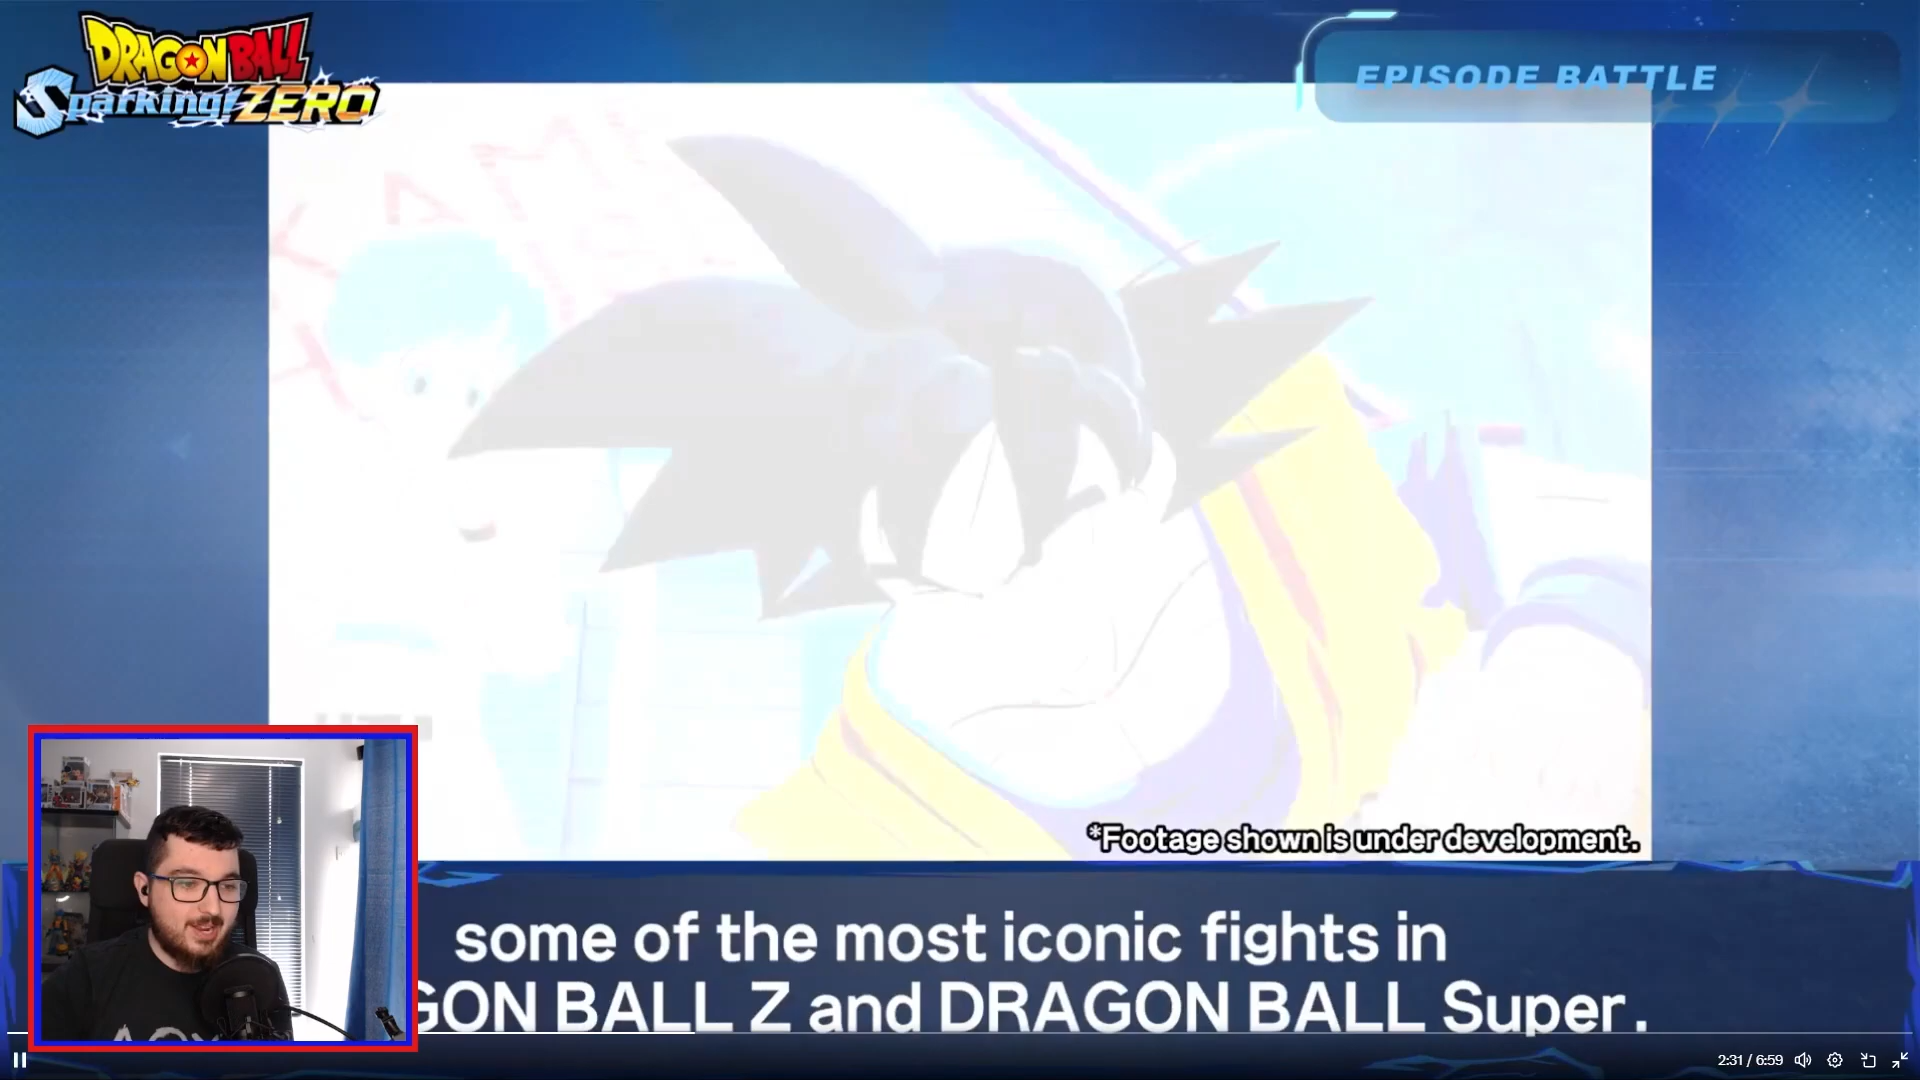 DRAGON BALL
Sparking! ZERO
EPISODE BATTLE
*Footage shown is under development.
some of the most iconic fights in
GON BALL Z and DRAGON BALL Super.
2:31 / 6:59